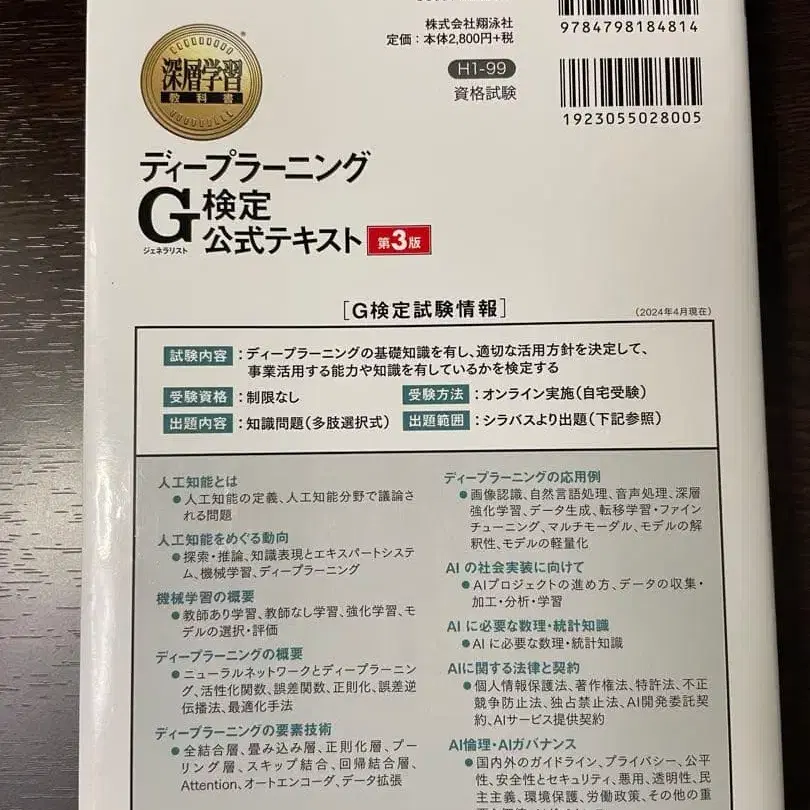 株式会社翔泳社
定価：本体2,800円+税
9784798184814
H1-99
資格試験
1923055028005
深層学習
教科書
ディープラーニング
G検定
ジェネラリスト
公式テキスト 第3版
[G検定試験情報]
(2024年4月現在)
試験内容：ディープラーニングの基礎知識を有し、適切な活用方針を決定して、
事業活用する能力や知識を有しているかを検定する
受験資格：制限なし 受験方法：オンライン実施(自宅受験)
出題内容：知識問題(多肢選択式) 出題範囲：シラバスより出題(下記参照)
人工知能とは
●人工知能の定義、人工知能分野で議論さ
れる問題
人工知能をめぐる動向
●探索・推論、知識表現とエキスパートシステ
ム、機械学習、ディープラーニング
機械学習の概要
●教師あり学習、教師なし学習、強化学習、モ
デルの選択・評価
ディープラーニングの概要
●ニューラルネットワークとディープラーニン
グ、活性化関数、誤差関数、正則化、誤差逆
伝播法、最適化手法
ディープラーニングの要素技術
●全結合層、畳み込み層、正規化層、プー
リング層、スキップ結合、回帰結合層、
Attention、オートエンコーダ、データ拡張
ディープラーニングの応用例
●画像認識、自然言語処理、音声処理、深層
強化学習、データ生成、転移学習・ファイン
チューニング、マルチモーダル、モデルの解
釈性、モデルの軽量化
AIの社会実装に向けて
●AIプロジェクトの進め方、データの収集・
加工・分析・学習
AIに必要な数理・統計知識
●AIに必要な数理・統計知識
AIに関する法律と契約
●個人情報保護法、著作権法、特許法、不正
競争防止法、独占禁止法、AI開発委託契
約、AIサービス提供契約
AI倫理・AIガバナンス
●国内外のガイドライン、プライバシー、公平
性、安全性とセキュリティ、悪用、透明性、民
主主義、環境保護、労働政策、その他の重